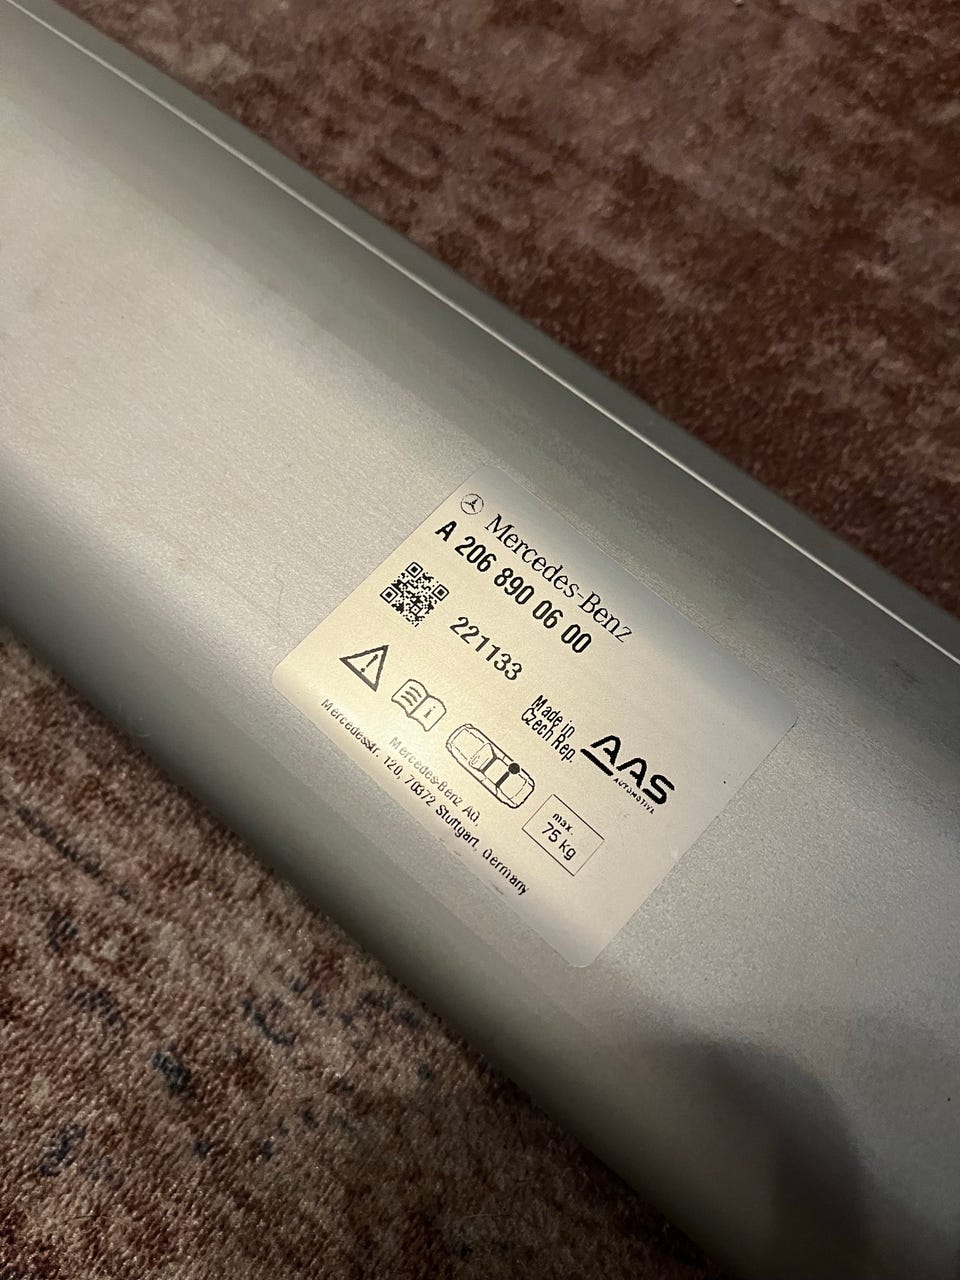 Mercedes-Benz
A 206 890 06 00
221133
Made in
Czech Rep.
AAS
AUTOMOTIVE
max.
75 kg
Mercedes-Benz AG,
Mercedesstr. 120, 70372 Stuttgart, Germany